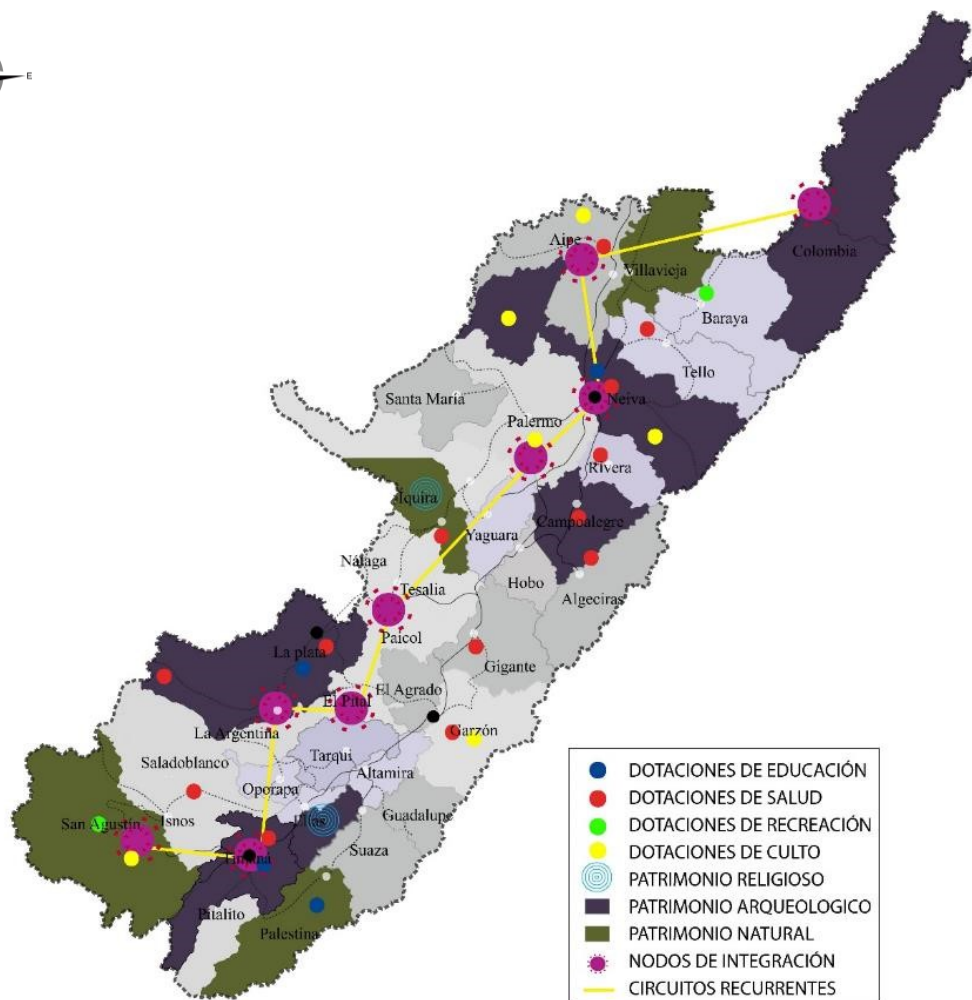 E
Colombia
Aipe
Villavieja
Baraya
Tello
Santa María
Neiva
Palermo
Rivera
Íquira
Campoalegre
Yaguara
Nálaga
Hobo
Tesalia
Algeciras
Paicol
La plata
Gigante
El Agrado
El Pital
La Argentina
Garzón
Tarqui
Saladoblanco
Altamira
Oporapa
Elías
Guadalupe
San Agustín
Isnos
Suaza
Timaná
Pitalito
Palestina
DOTACIONES DE EDUCACIÓN
DOTACIONES DE SALUD
DOTACIONES DE RECREACIÓN
DOTACIONES DE CULTO
PATRIMONIO RELIGIOSO
PATRIMONIO ARQUEOLOGICO
PATRIMONIO NATURAL
NODOS DE INTEGRACIÓN
CIRCUITOS RECURRENTES